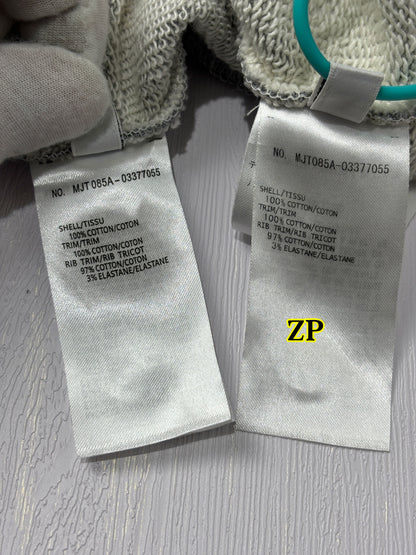 NO. MJT085A-03377055
SHELL/TISSU
100% COTTON/COTON
TRIM/TRIM
100% COTTON/COTON
RIB TRIM/RIB TRICOT
97% COTTON/COTON
3% ELASTANE/ELASTANE
NO. MJT085A-03377055
SHELL/TISSU
100% COTTON/COTON
TRIM/TRIM
100% COTTON/COTON
RIB TRIM/RIB TRICOT
97% COTTON/COTON
3% ELASTANE/ELASTANE
ZP